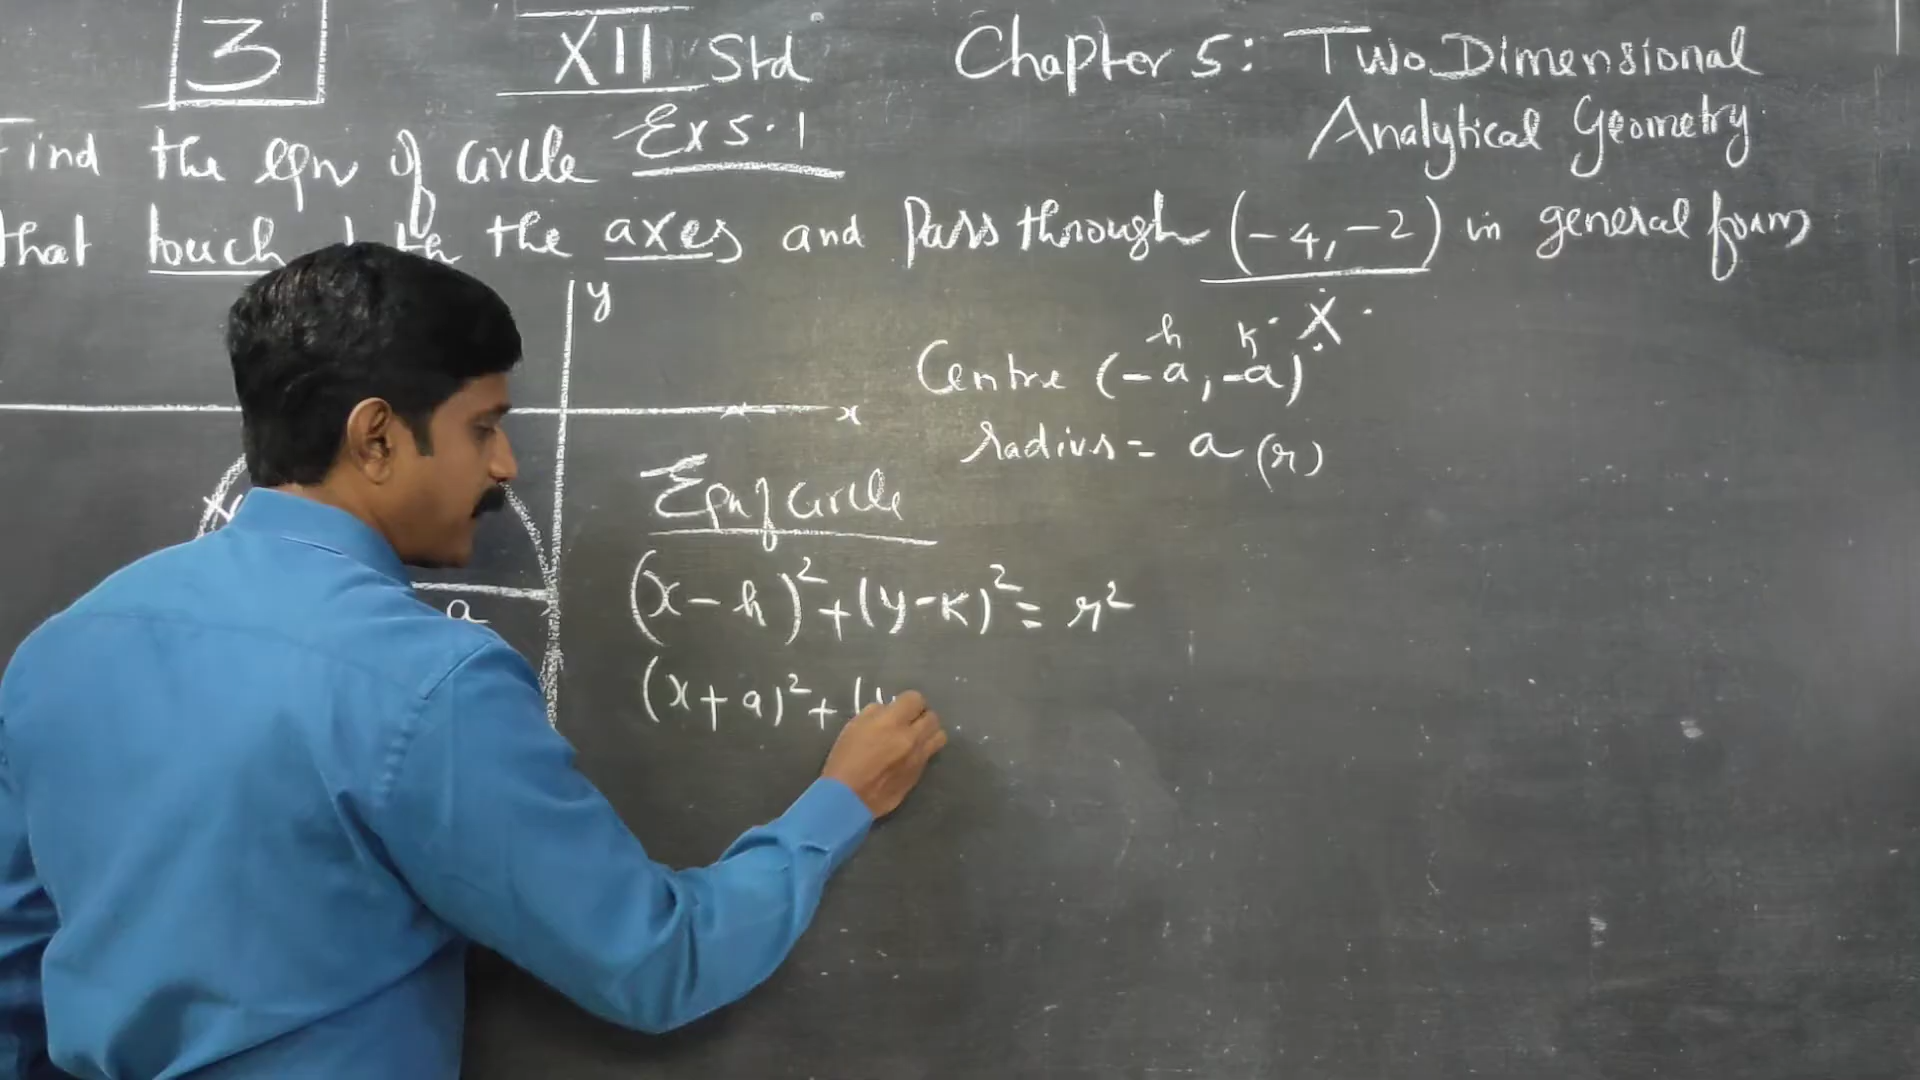 3 XII Std Chapter 5: Two Dimensional
Analytical Geometry
Ex 5.1
Find the Eqn of circle
that touch the axes and Pass through (-4, -2) in general form
y
x
h k
Centre (-a, -a)
radius = a (r)
Eqn of circle
(x-h)²+(y-k)²= r²
a
(x+a)²+(y